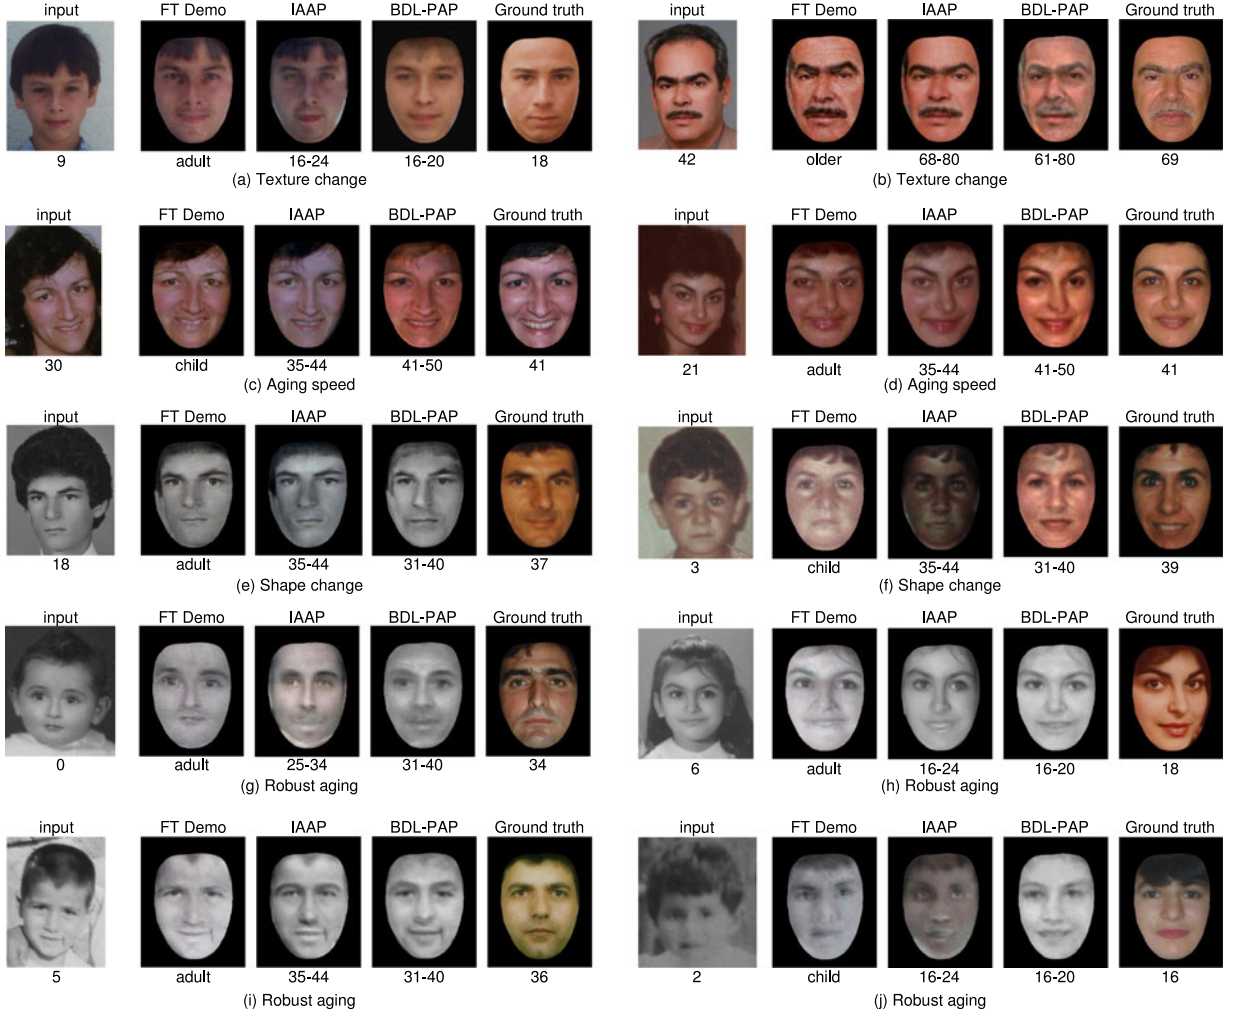 input FT Demo IAAP BDL-PAP Ground truth
9 adult 16-24 16-20 18
(a) Texture change
input FT Demo IAAP BDL-PAP Ground truth
42 older 68-80 61-80 69
(b) Texture change
input FT Demo IAAP BDL-PAP Ground truth
30 child 35-44 41-50 41
(c) Aging speed
input FT Demo IAAP BDL-PAP Ground truth
21 adult 35-44 41-50 41
(d) Aging speed
input FT Demo IAAP BDL-PAP Ground truth
18 adult 35-44 31-40 37
(e) Shape change
input FT Demo IAAP BDL-PAP Ground truth
3 child 35-44 31-40 39
(f) Shape change
input FT Demo IAAP BDL-PAP Ground truth
0 adult 25-34 31-40 34
(g) Robust aging
input FT Demo IAAP BDL-PAP Ground truth
6 adult 16-24 16-20 18
(h) Robust aging
input FT Demo IAAP BDL-PAP Ground truth
5 adult 35-44 31-40 36
(i) Robust aging
input FT Demo IAAP BDL-PAP Ground truth
2 child 16-24 16-20 16
(j) Robust aging